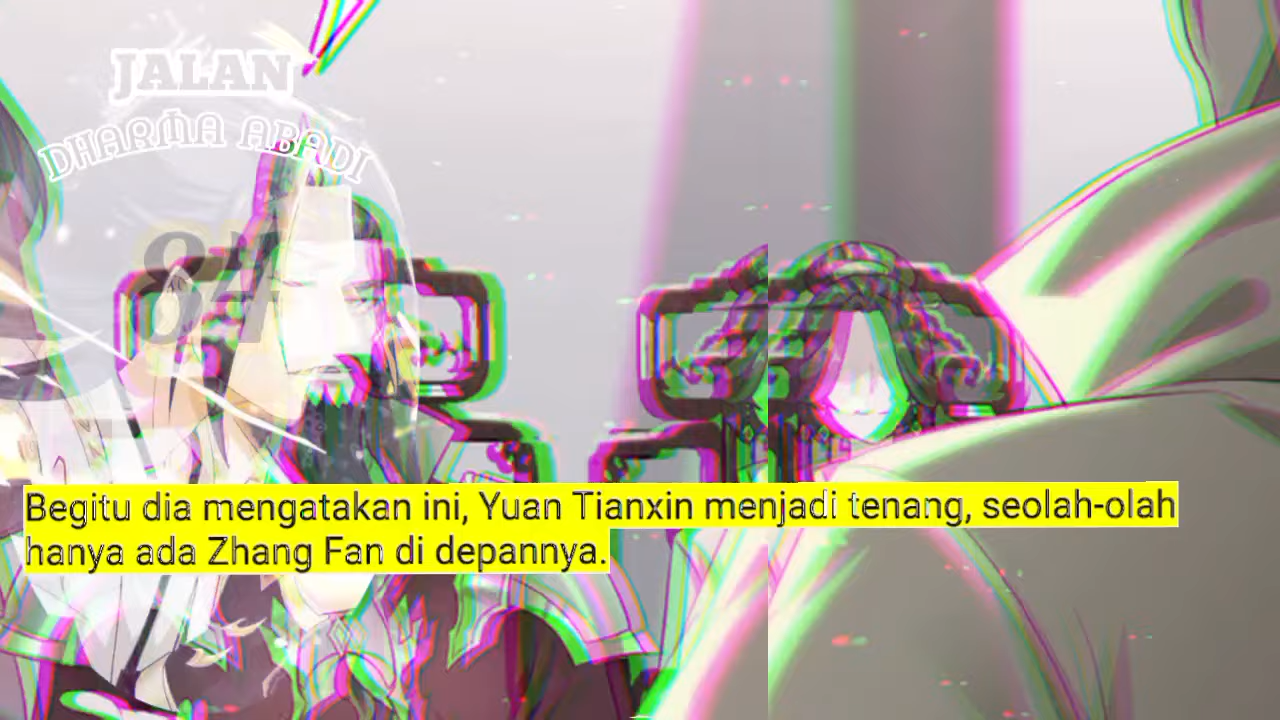 JALAN
DHARMA ABADI
84
Begitu dia mengatakan ini, Yuan Tianxin menjadi tenang, seolah-olah
hanya ada Zhang Fan di depannya.